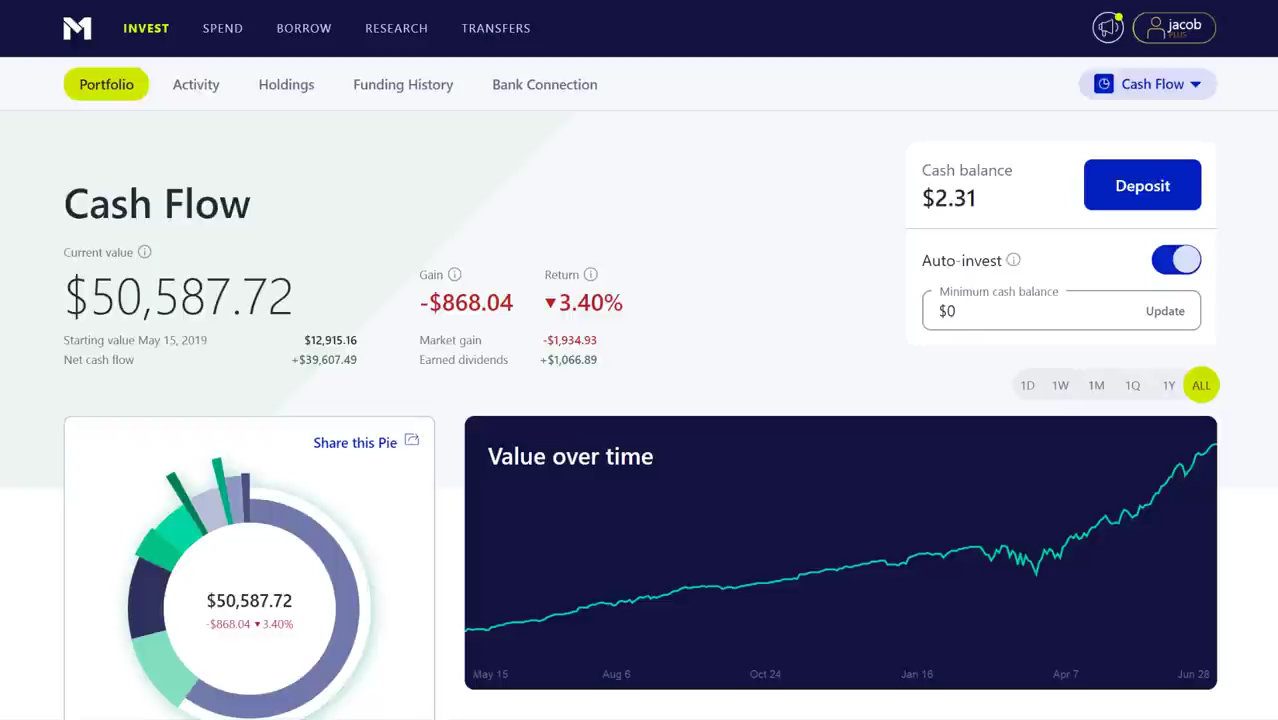 INVEST SPEND BORROW RESEARCH TRANSFERS
jacob
PLUS
Portfolio Activity Holdings Funding History Bank Connection
Cash Flow
Cash Flow
Current value
$50,587.72
Starting value May 15, 2019 $12,915.16
Net cash flow +$39,607.49
Gain Return
-$868.04 ▼3.40%
Market gain -$1,934.93
Earned dividends +$1,066.89
Cash balance
$2.31
Deposit
Auto-invest
Minimum cash balance
$0 Update
1D 1W 1M 1Q 1Y ALL
Share this Pie
$50,587.72
-$868.04 ▼3.40%
Value over time
May 15 Aug 6 Oct 24 Jan 16 Apr 7 Jun 28